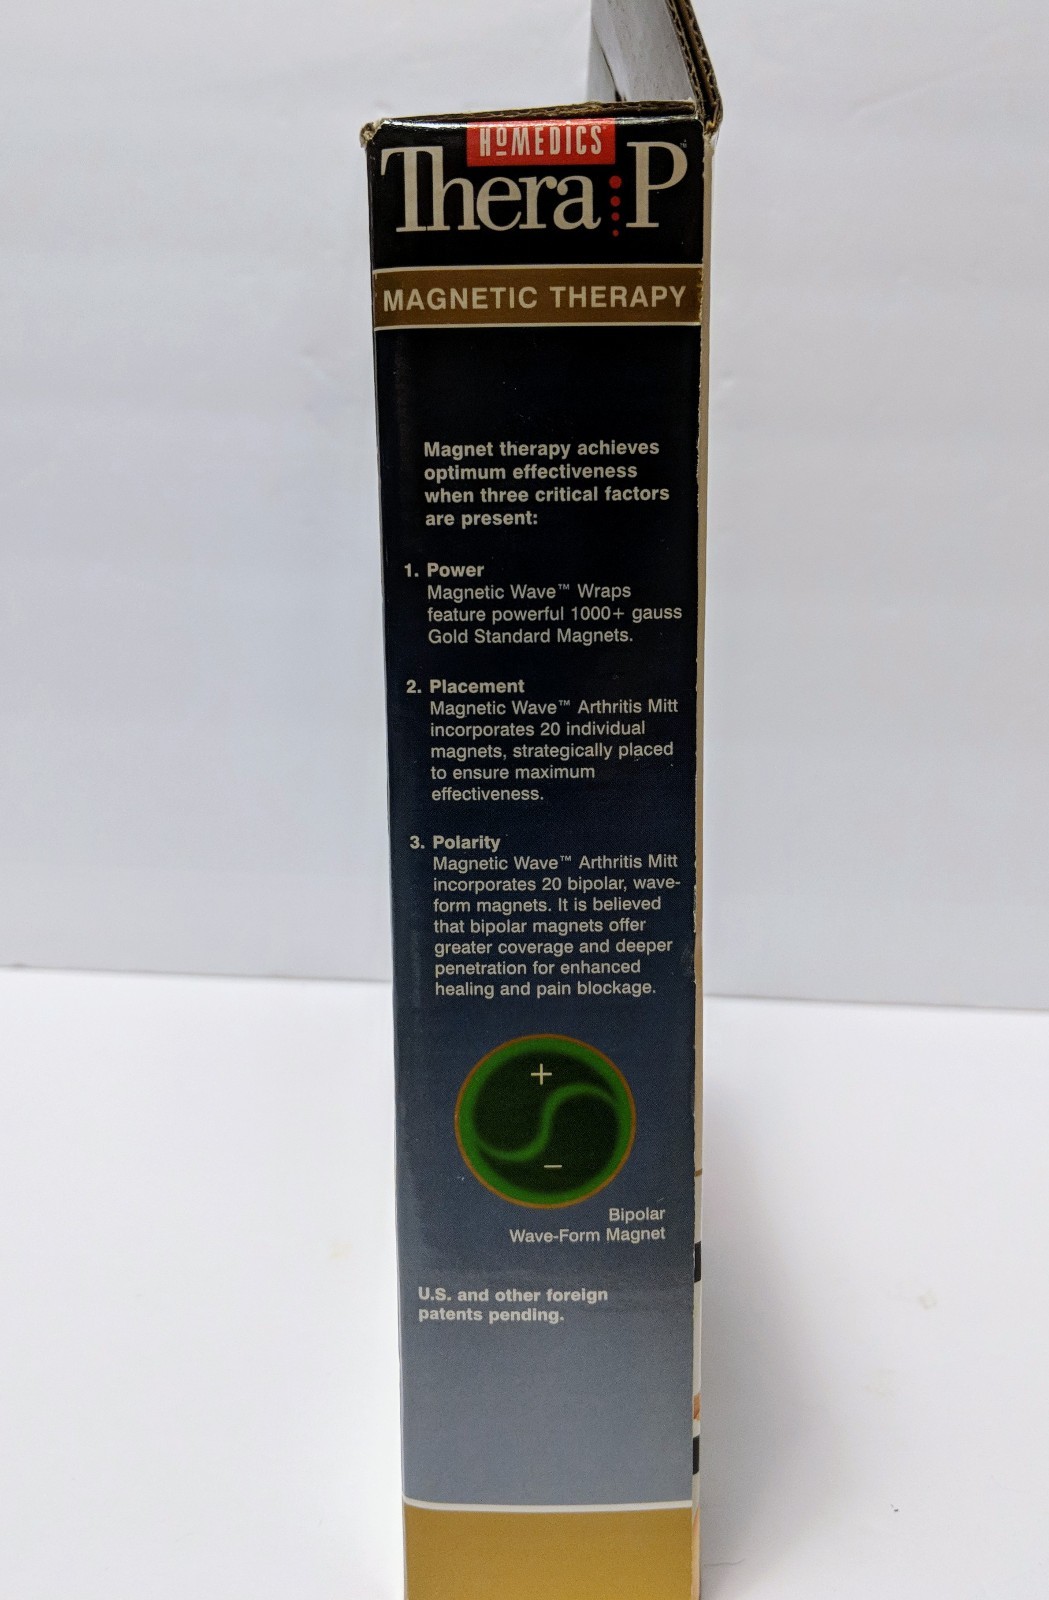 HoMEDICS
Thera P™
MAGNETIC THERAPY
Magnet therapy achieves
optimum effectiveness
when three critical factors
are present:
1. Power
Magnetic Wave™ Wraps
feature powerful 1000+ gauss
Gold Standard Magnets.
2. Placement
Magnetic Wave™ Arthritis Mitt
incorporates 20 individual
magnets, strategically placed
to ensure maximum
effectiveness.
3. Polarity
Magnetic Wave™ Arthritis Mitt
incorporates 20 bipolar, wave-
form magnets. It is believed
that bipolar magnets offer
greater coverage and deeper
penetration for enhanced
healing and pain blockage.
+
−
Bipolar
Wave-Form Magnet
U.S. and other foreign
patents pending.